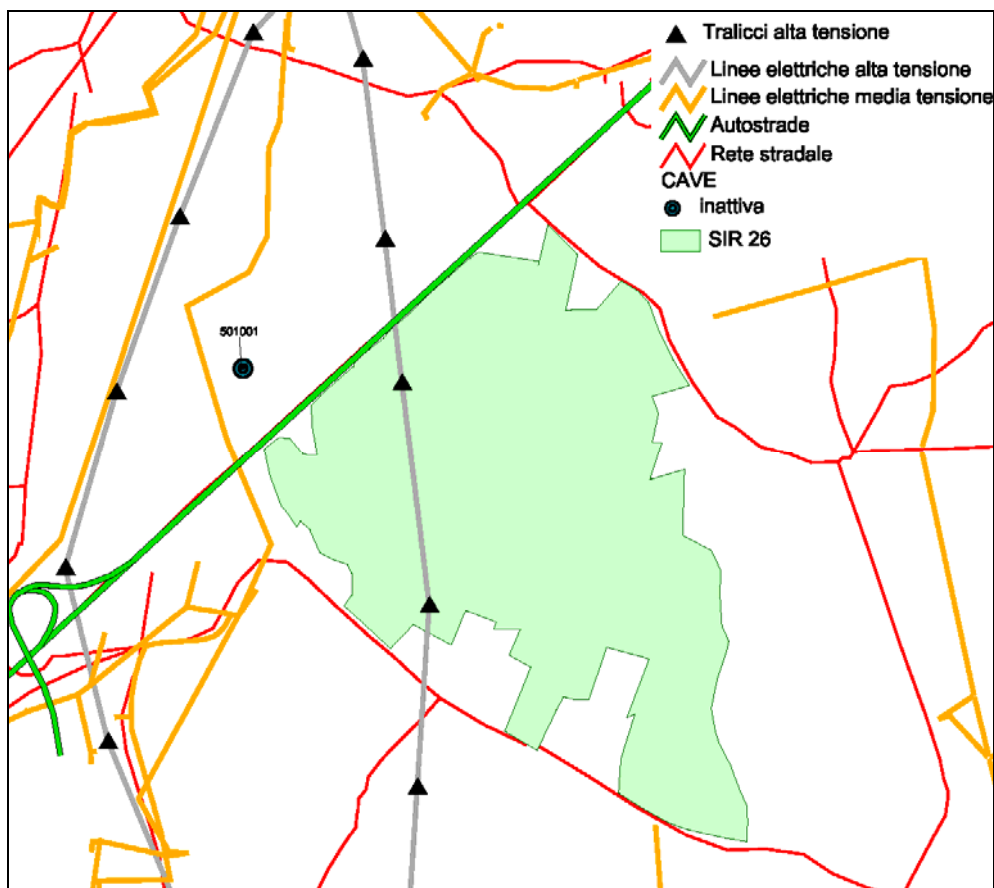 Tralicci alta tensione
Linee elettriche alta tensione
Linee elettriche media tensione
Autostrade
Rete stradale
CAVE
inattiva
SIR 26
501001